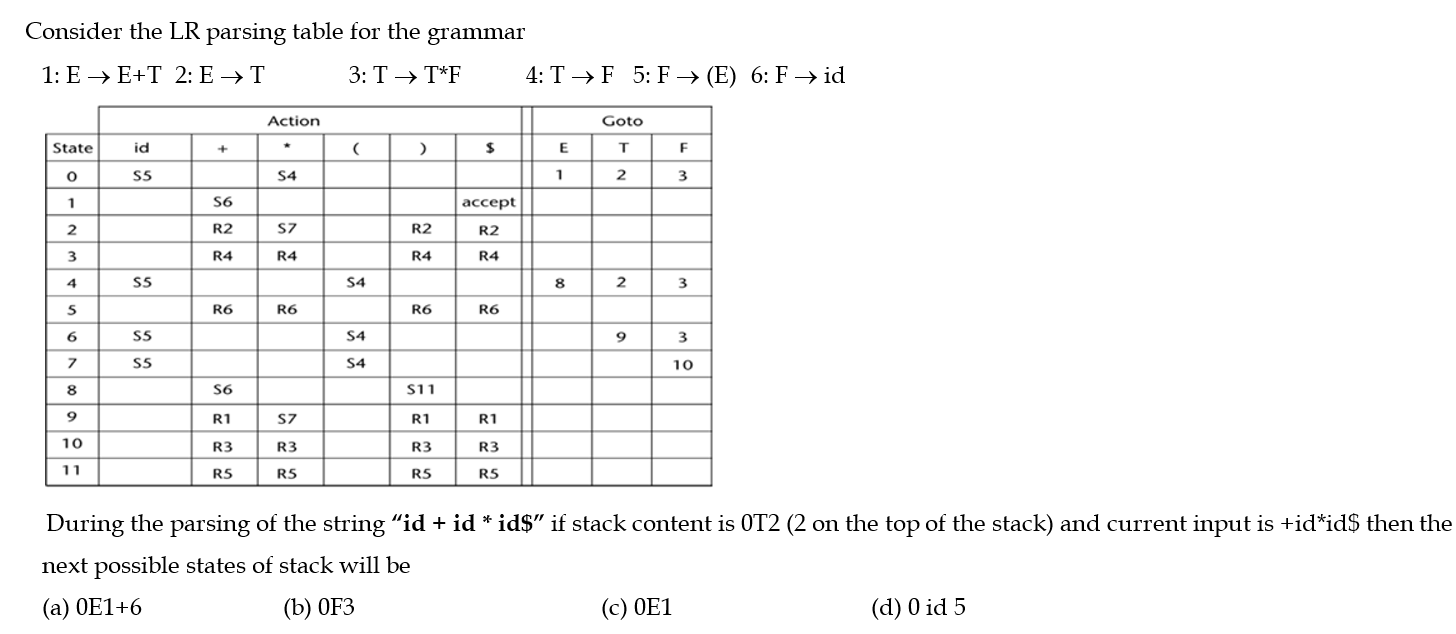 Consider the LR parsing table for the grammar
1: E → E+T 2: E → T 3: T → T*F 4: T → F 5: F → (E) 6: F → id
Action Goto
State id + * ( ) $ E T F
0 S5 S4 1 2 3
1 S6 accept
2 R2 S7 R2 R2
3 R4 R4 R4 R4
4 S5 S4 8 2 3
5 R6 R6 R6 R6
6 S5 S4 9 3
7 S5 S4 10
8 S6 S11
9 R1 S7 R1 R1
10 R3 R3 R3 R3
11 R5 R5 R5 R5
During the parsing of the string “id + id * id$” if stack content is 0T2 (2 on the top of the stack) and current input is +id*id$ then the
next possible states of stack will be
(a) 0E1+6 (b) 0F3 (c) 0E1 (d) 0 id 5